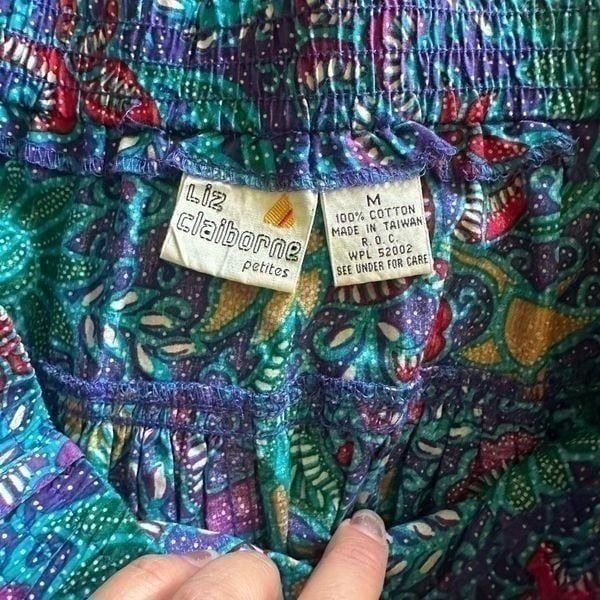 Liz
claiborne
petites
M
100% COTTON
MADE IN TAIWAN
R. O. C.
WPL 52002
SEE UNDER FOR CARE